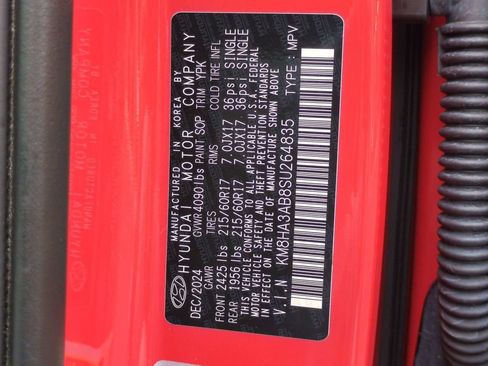 MANUFACTURED IN KOREA BY
HYUNDAI MOTOR COMPANY
DEC/2024 GVWR 4090lbs PAINT SOP TRIM YPK
GAWR TIRES RIMS COLD TIRE INFL
FRONT 2425 lbs 215/60R17 7.0JX17 36psi SINGLE
REAR 1956 lbs 215/60R17 7.0JX17 36psi SINGLE
THIS VEHICLE CONFORMS TO ALL APPLICABLE U.S.A. FEDERAL
MOTOR VEHICLE SAFETY AND THEFT PREVENTION STANDARDS
IN EFFECT ON THE DATE OF MANUFACTURE SHOWN ABOVE
V.I.N KM8HA3AB8SU264835 TYPE: MPV